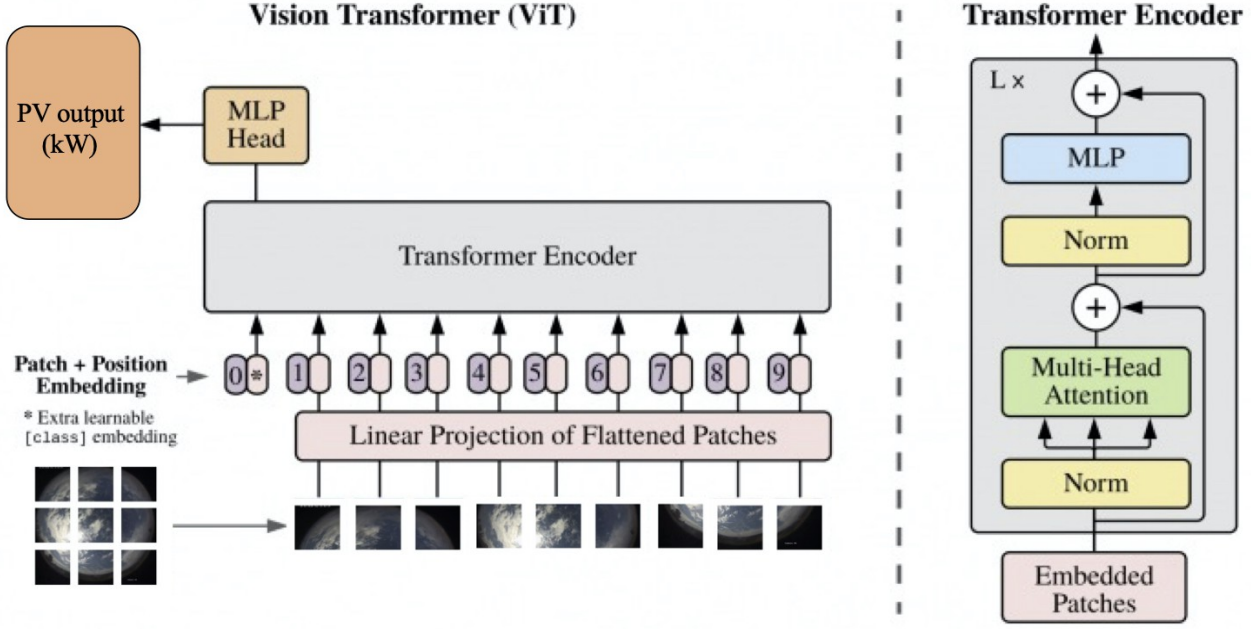 Vision Transformer (ViT)
PV output
(kW)
MLP
Head
Transformer Encoder
Patch + Position
Embedding
0 * 1 2 3 4 5 6 7 8 9
* Extra learnable
[class] embedding
Linear Projection of Flattened Patches
Transformer Encoder
L x
+
MLP
Norm
+
Multi-Head
Attention
Norm
Embedded
Patches